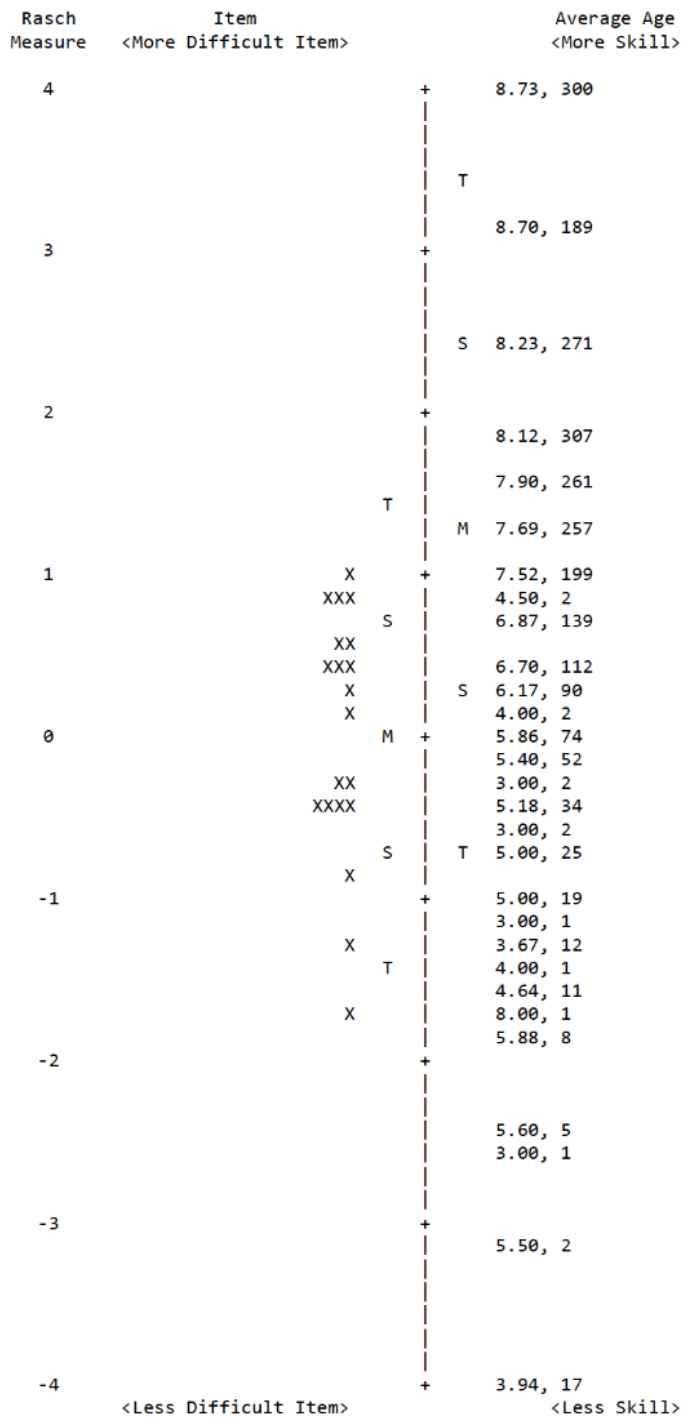 Rasch Item Average Age
Measure <More Difficult Item> <More Skill>
4 + 8.73, 300
|
|
|
| T
|
| 8.70, 189
3 +
|
|
|
| S 8.23, 271
|
|
2 +
| 8.12, 307
|
| 7.90, 261
T |
| M 7.69, 257
|
1 X + 7.52, 199
XXX | 4.50, 2
S | 6.87, 139
XX |
XXX | 6.70, 112
X | S 6.17, 90
X | 4.00, 2
0 M + 5.86, 74
| 5.40, 52
XX | 3.00, 2
XXXX | 5.18, 34
| 3.00, 2
S | T 5.00, 25
X |
-1 + 5.00, 19
| 3.00, 1
X | 3.67, 12
T | 4.00, 1
| 4.64, 11
X | 8.00, 1
| 5.88, 8
-2 +
|
|
| 5.60, 5
| 3.00, 1
|
|
-3 +
| 5.50, 2
|
|
|
|
|
-4 + 3.94, 17
<Less Difficult Item> <Less Skill>